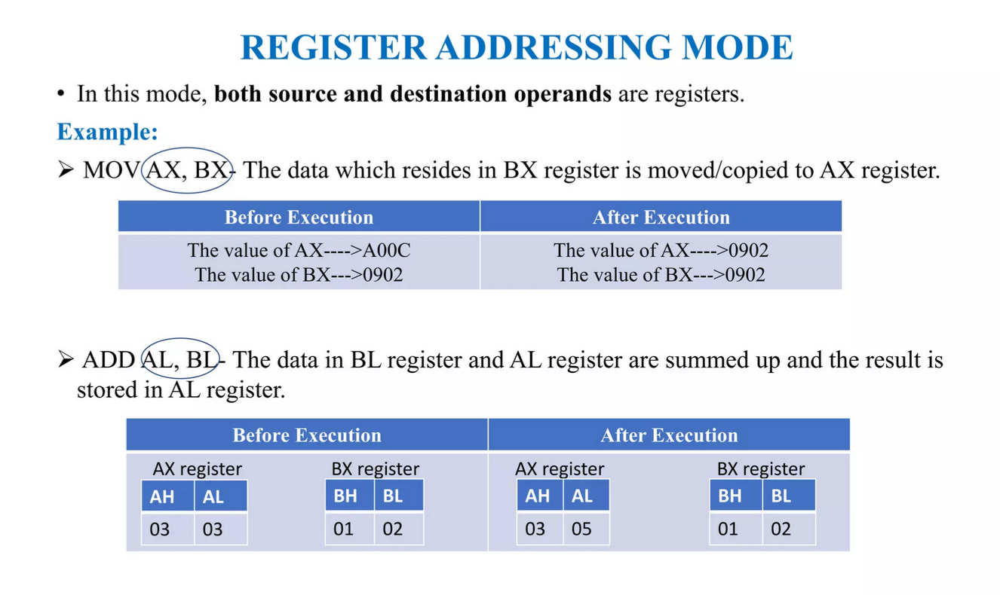 REGISTER ADDRESSING MODE
• In this mode, both source and destination operands are registers.
Example:
➢ MOV AX, BX- The data which resides in BX register is moved/copied to AX register.
Before Execution After Execution
The value of AX---->A00C The value of AX---->0902
The value of BX--->0902 The value of BX--->0902
➢ ADD AL, BL- The data in BL register and AL register are summed up and the result is
stored in AL register.
Before Execution After Execution
AX register BX register AX register BX register
AH AL BH BL AH AL BH BL
03 03 01 02 03 05 01 02